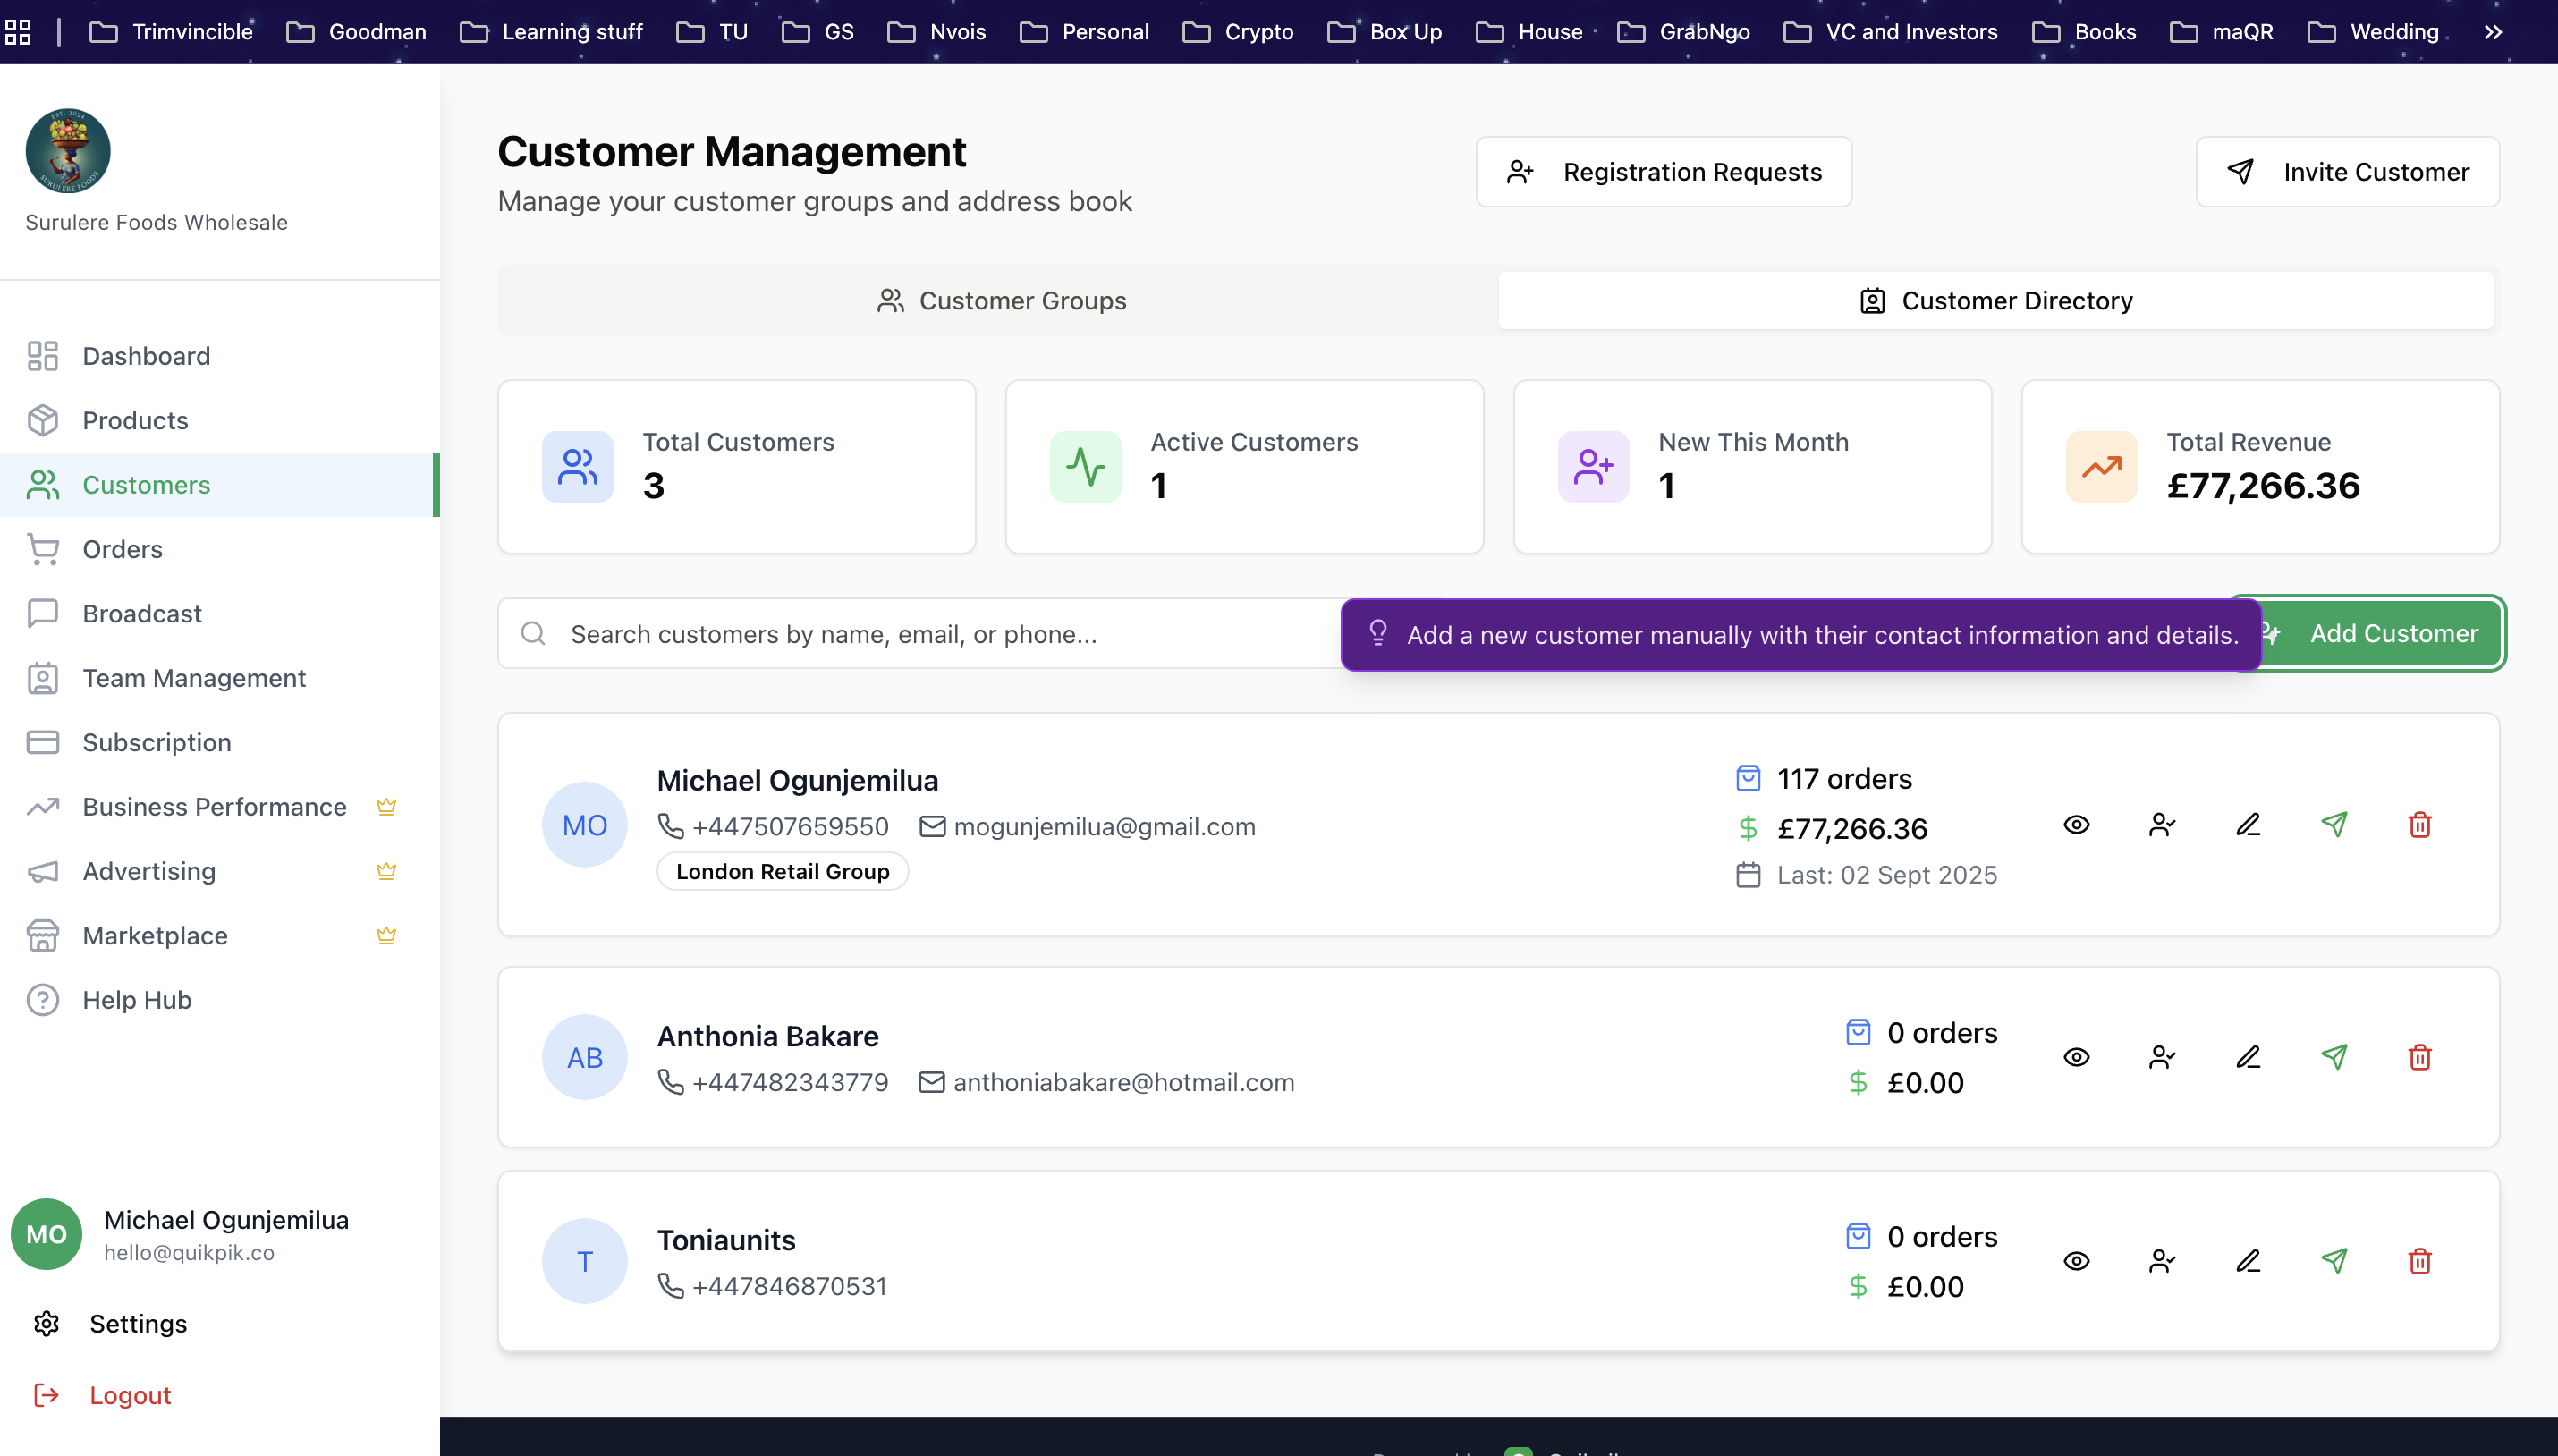 Trimvincible Goodman Learning stuff TU GS Nvois Personal Crypto Box Up House GrabNgo VC and Investors Books maQR Wedding
EST. 2024
SURULERE FOODS
Surulere Foods Wholesale
Dashboard
Products
Customers
Orders
Broadcast
Team Management
Subscription
Business Performance
Advertising
Marketplace
Help Hub
MO
Michael Ogunjemilua
hello@quikpik.co
Settings
Logout
Customer Management
Manage your customer groups and address book
Registration Requests
Invite Customer
Customer Groups
Customer Directory
Total Customers
3
Active Customers
1
New This Month
1
Total Revenue
£77,266.36
Search customers by name, email, or phone...
Add a new customer manually with their contact information and details.
Add Customer
MO
Michael Ogunjemilua
+447507659550 mogunjemilua@gmail.com
London Retail Group
117 orders
£77,266.36
Last: 02 Sept 2025
AB
Anthonia Bakare
+447482343779 anthoniabakare@hotmail.com
0 orders
£0.00
T
Toniaunits
+447846870531
0 orders
£0.00